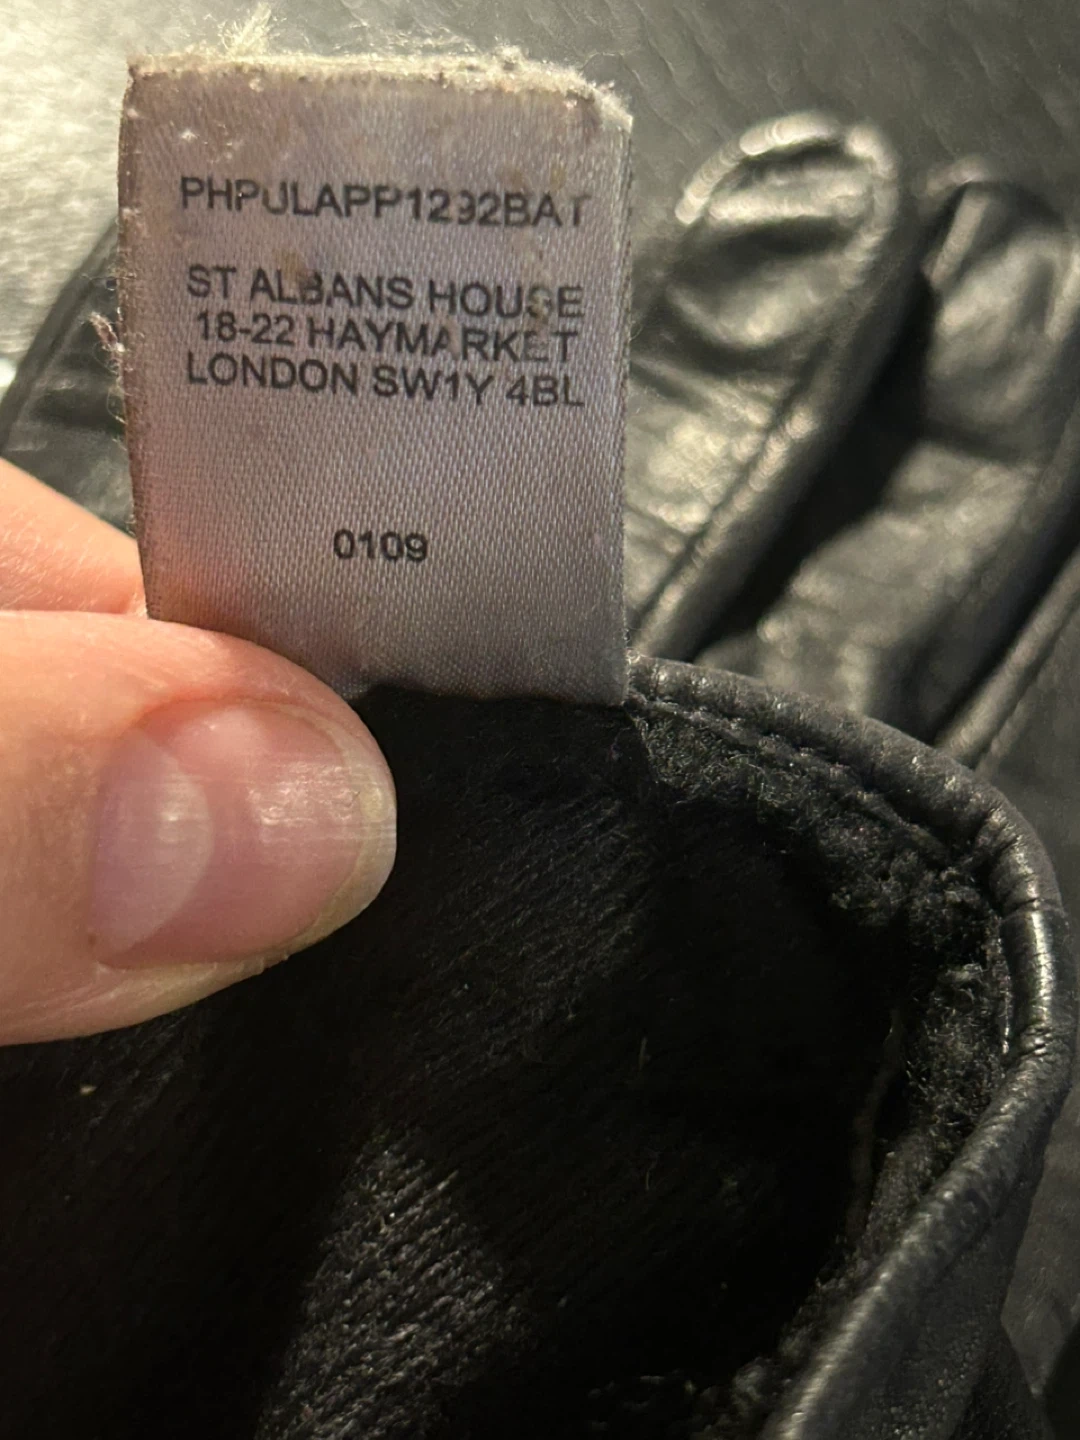 PHPULAPP1292BAT
ST ALBANS HOUSE
18-22 HAYMARKET
LONDON SW1Y 4BL
0109